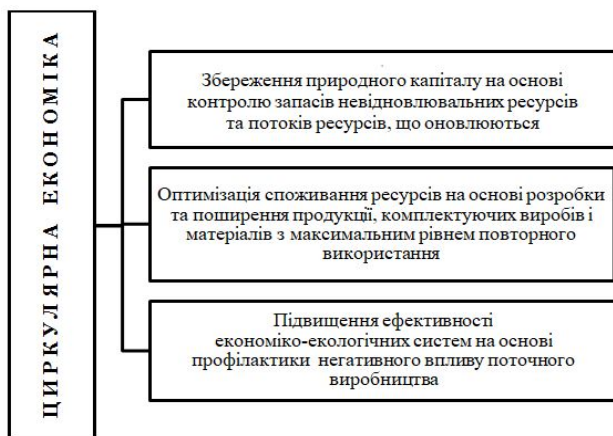 ЦИРКУЛЯРНА ЕКОНОМІКА
Збереження природного капіталу на основі
контролю запасів невідновлювальних ресурсів
та потоків ресурсів, що оновлюються
Оптимізація споживання ресурсів на основі розробки
та поширення продукції, комплектуючих виробів і
матеріалів з максимальним рівнем повторного
використання
Підвищення ефективності
економіко-екологічних систем на основі
профілактики негативного впливу поточного
виробництва